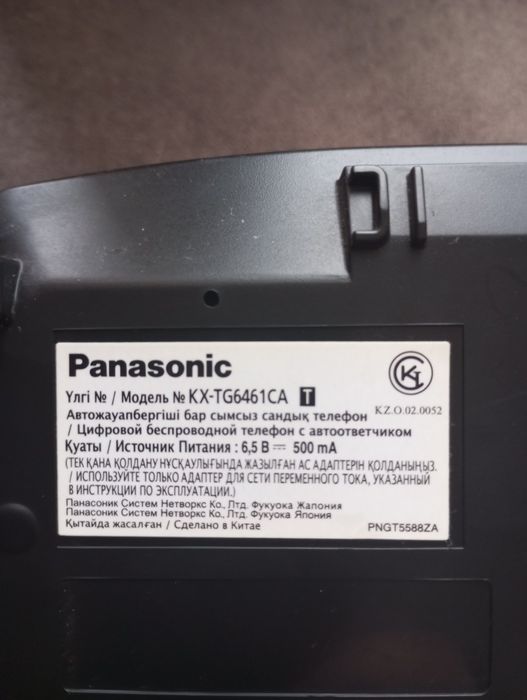 Panasonic
Үлгі № / Модель № KX-TG6461CA T
Автожауапбергіші бар сымсыз сандық телефон
KZ.O.02.0052
/ Цифровой беспроводной телефон с автоответчиком
Қуаты / Источник Питания : 6,5 В ⎓ 500 mA
(ТЕК ҚАНА ҚОЛДАНУ НҰСҚАУЛЫҒЫНДА ЖАЗЫЛҒАН АС АДАПТЕРІН ҚОЛДАНЫҢЫЗ.
/ ИСПОЛЬЗУЙТЕ ТОЛЬКО АДАПТЕР ДЛЯ СЕТИ ПЕРЕМЕННОГО ТОКА, УКАЗАННЫЙ
В ИНСТРУКЦИИ ПО ЭКСПЛУАТАЦИИ.)
Панасоник Систем Нетворкс Ко., Лтд. Фукуока Жапония
Панасоник Систем Нетворкс Ко., Лтд. Фукуока Япония
Қытайда жасалған / Сделано в Китае
PNGT5588ZA